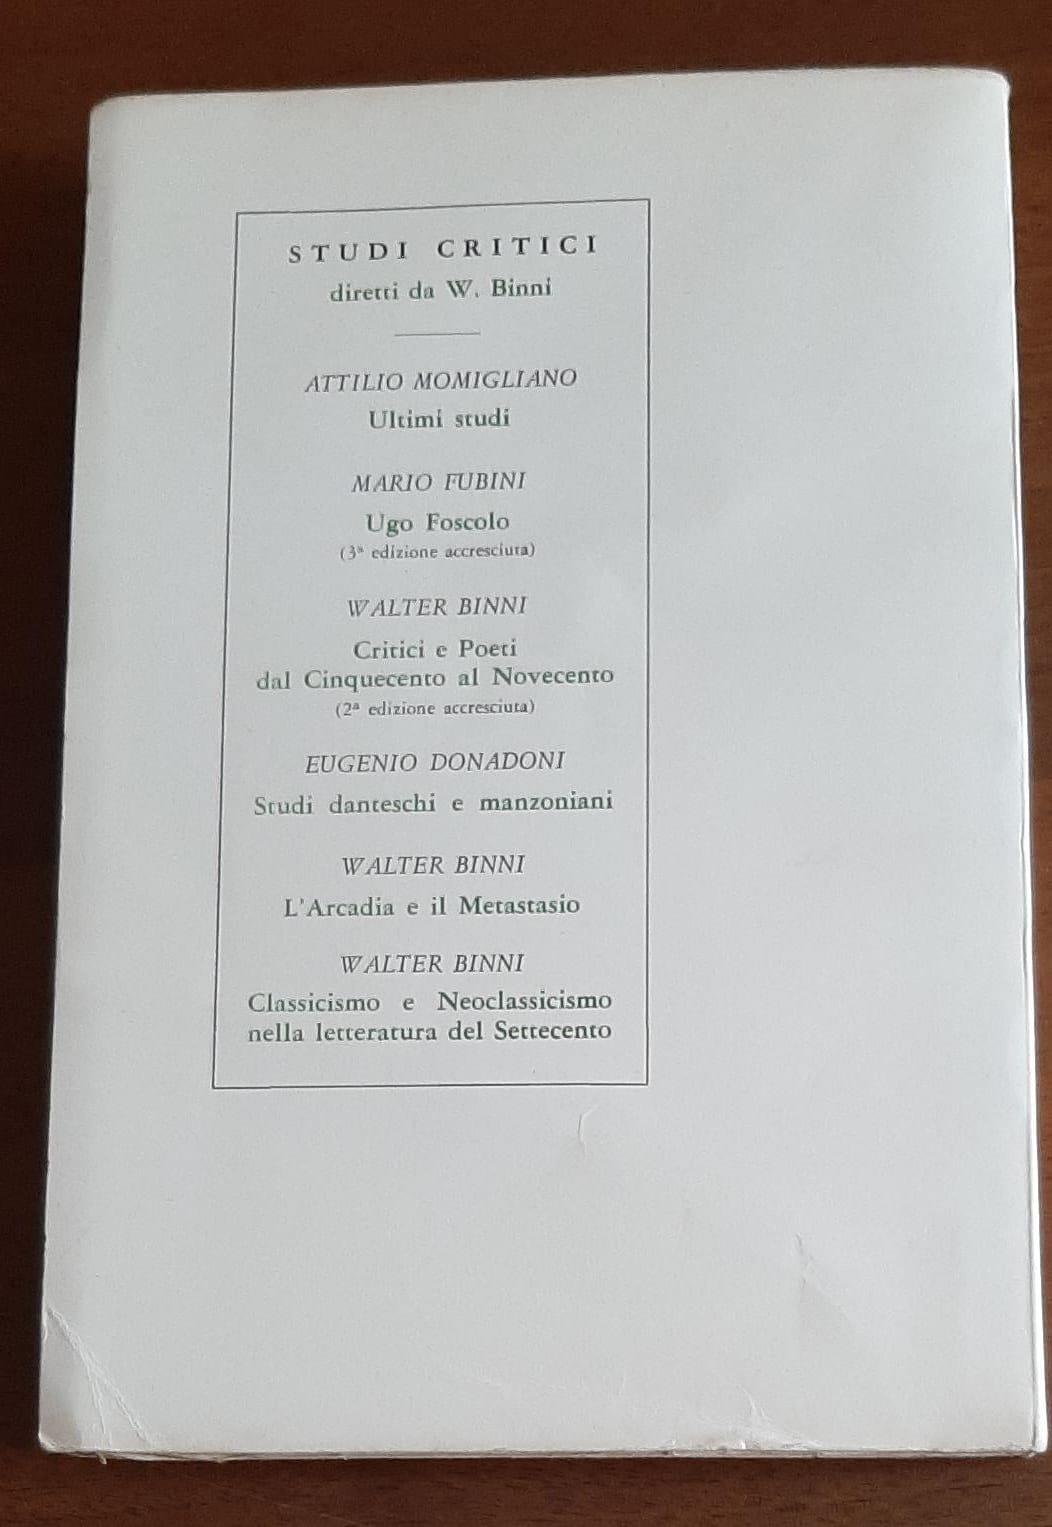 STUDI CRITICI
diretti da W. Binni
ATTILIO MOMIGLIANO
Ultimi studi
MARIO FUBINI
Ugo Foscolo
(3ª edizione accresciuta)
WALTER BINNI
Critici e Poeti
dal Cinquecento al Novecento
(2ª edizione accresciuta)
EUGENIO DONADONI
Studi danteschi e manzoniani
WALTER BINNI
L'Arcadia e il Metastasio
WALTER BINNI
Classicismo e Neoclassicismo
nella letteratura del Settecento